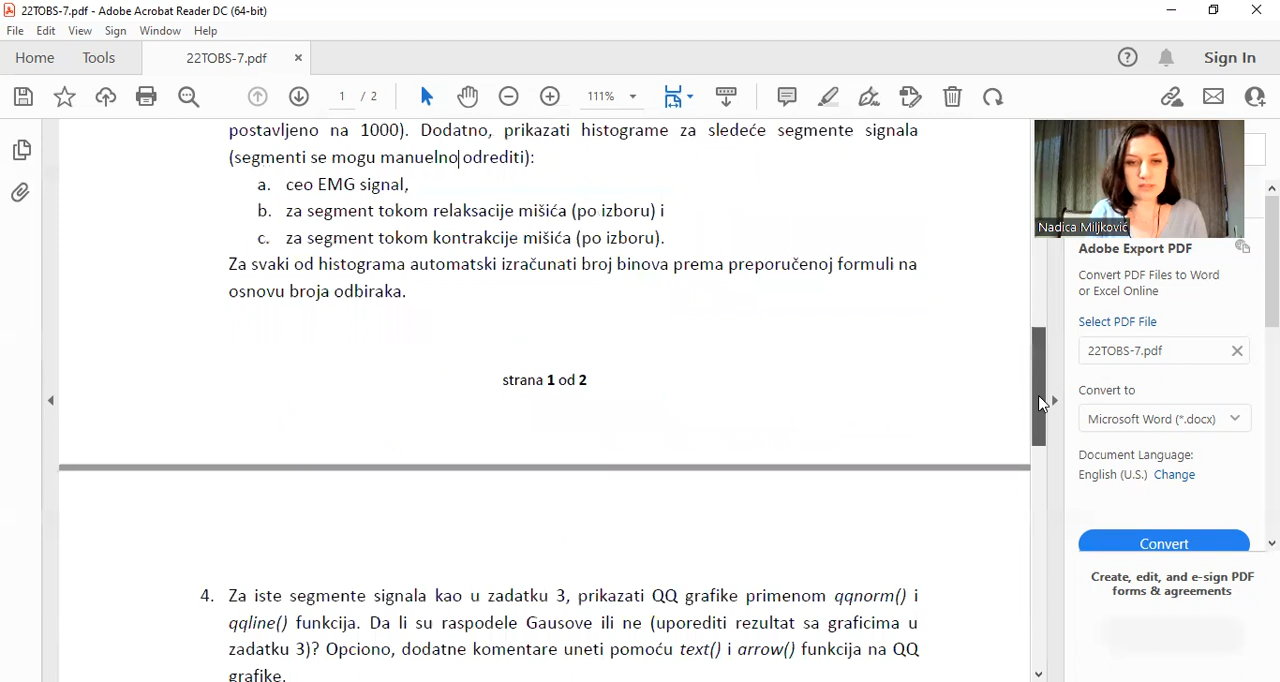 22TOBS-7.pdf - Adobe Acrobat Reader DC (64-bit)
File Edit View Sign Window Help
Home Tools 22TOBS-7.pdf × Sign In
1 / 2 111%
postavljeno na 1000). Dodatno, prikazati histograme za sledeće segmente signala
(segmenti se mogu manuelno odrediti):
a. ceo EMG signal,
b. za segment tokom relaksacije mišića (po izboru) i
c. za segment tokom kontrakcije mišića (po izboru).
Za svaki od histograma automatski izračunati broj binova prema preporučenoj formuli na
osnovu broja odbiraka.
strana 1 od 2
4. Za iste segmente signala kao u zadatku 3, prikazati QQ grafike primenom qqnorm() i
qqline() funkcija. Da li su raspodele Gausove ili ne (uporediti rezultat sa graficima u
zadatku 3)? Opciono, dodatne komentare uneti pomoću text() i arrow() funkcija na QQ
grafike.
Nadica Miljković
Adobe Export PDF
Convert PDF Files to Word
or Excel Online
Select PDF File
22TOBS-7.pdf
Convert to
Microsoft Word (*.docx)
Document Language:
English (U.S.) Change
Convert
Create, edit, and e-sign PDF
forms & agreements